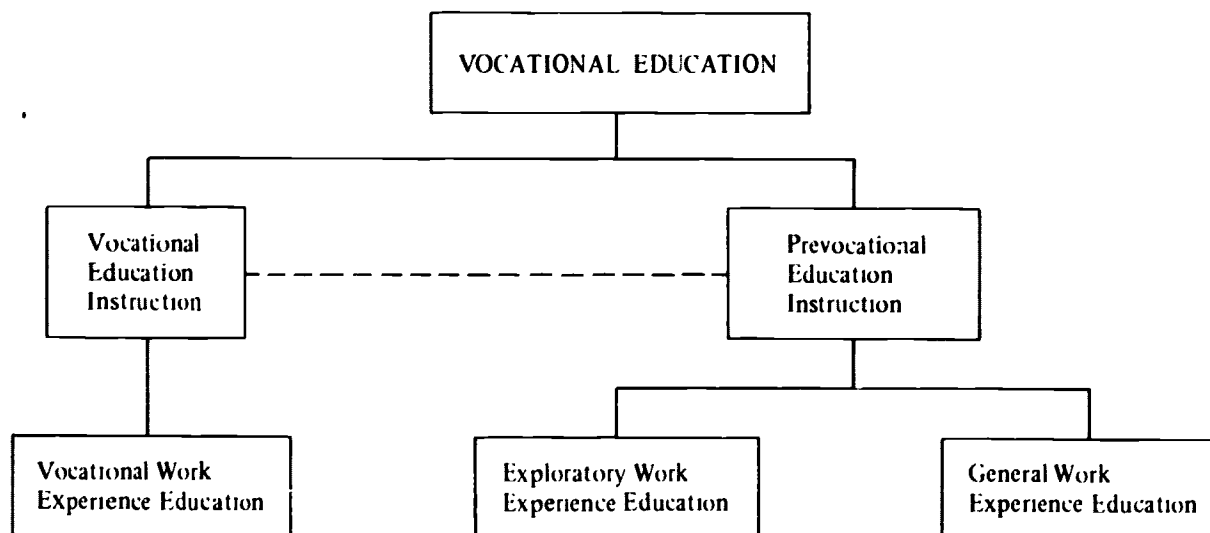 VOCATIONAL EDUCATION
Vocational
Education
Instruction
Prevocational
Education
Instruction
Vocational Work
Experience Education
Exploratory Work
Experience Education
General Work
Experience Education